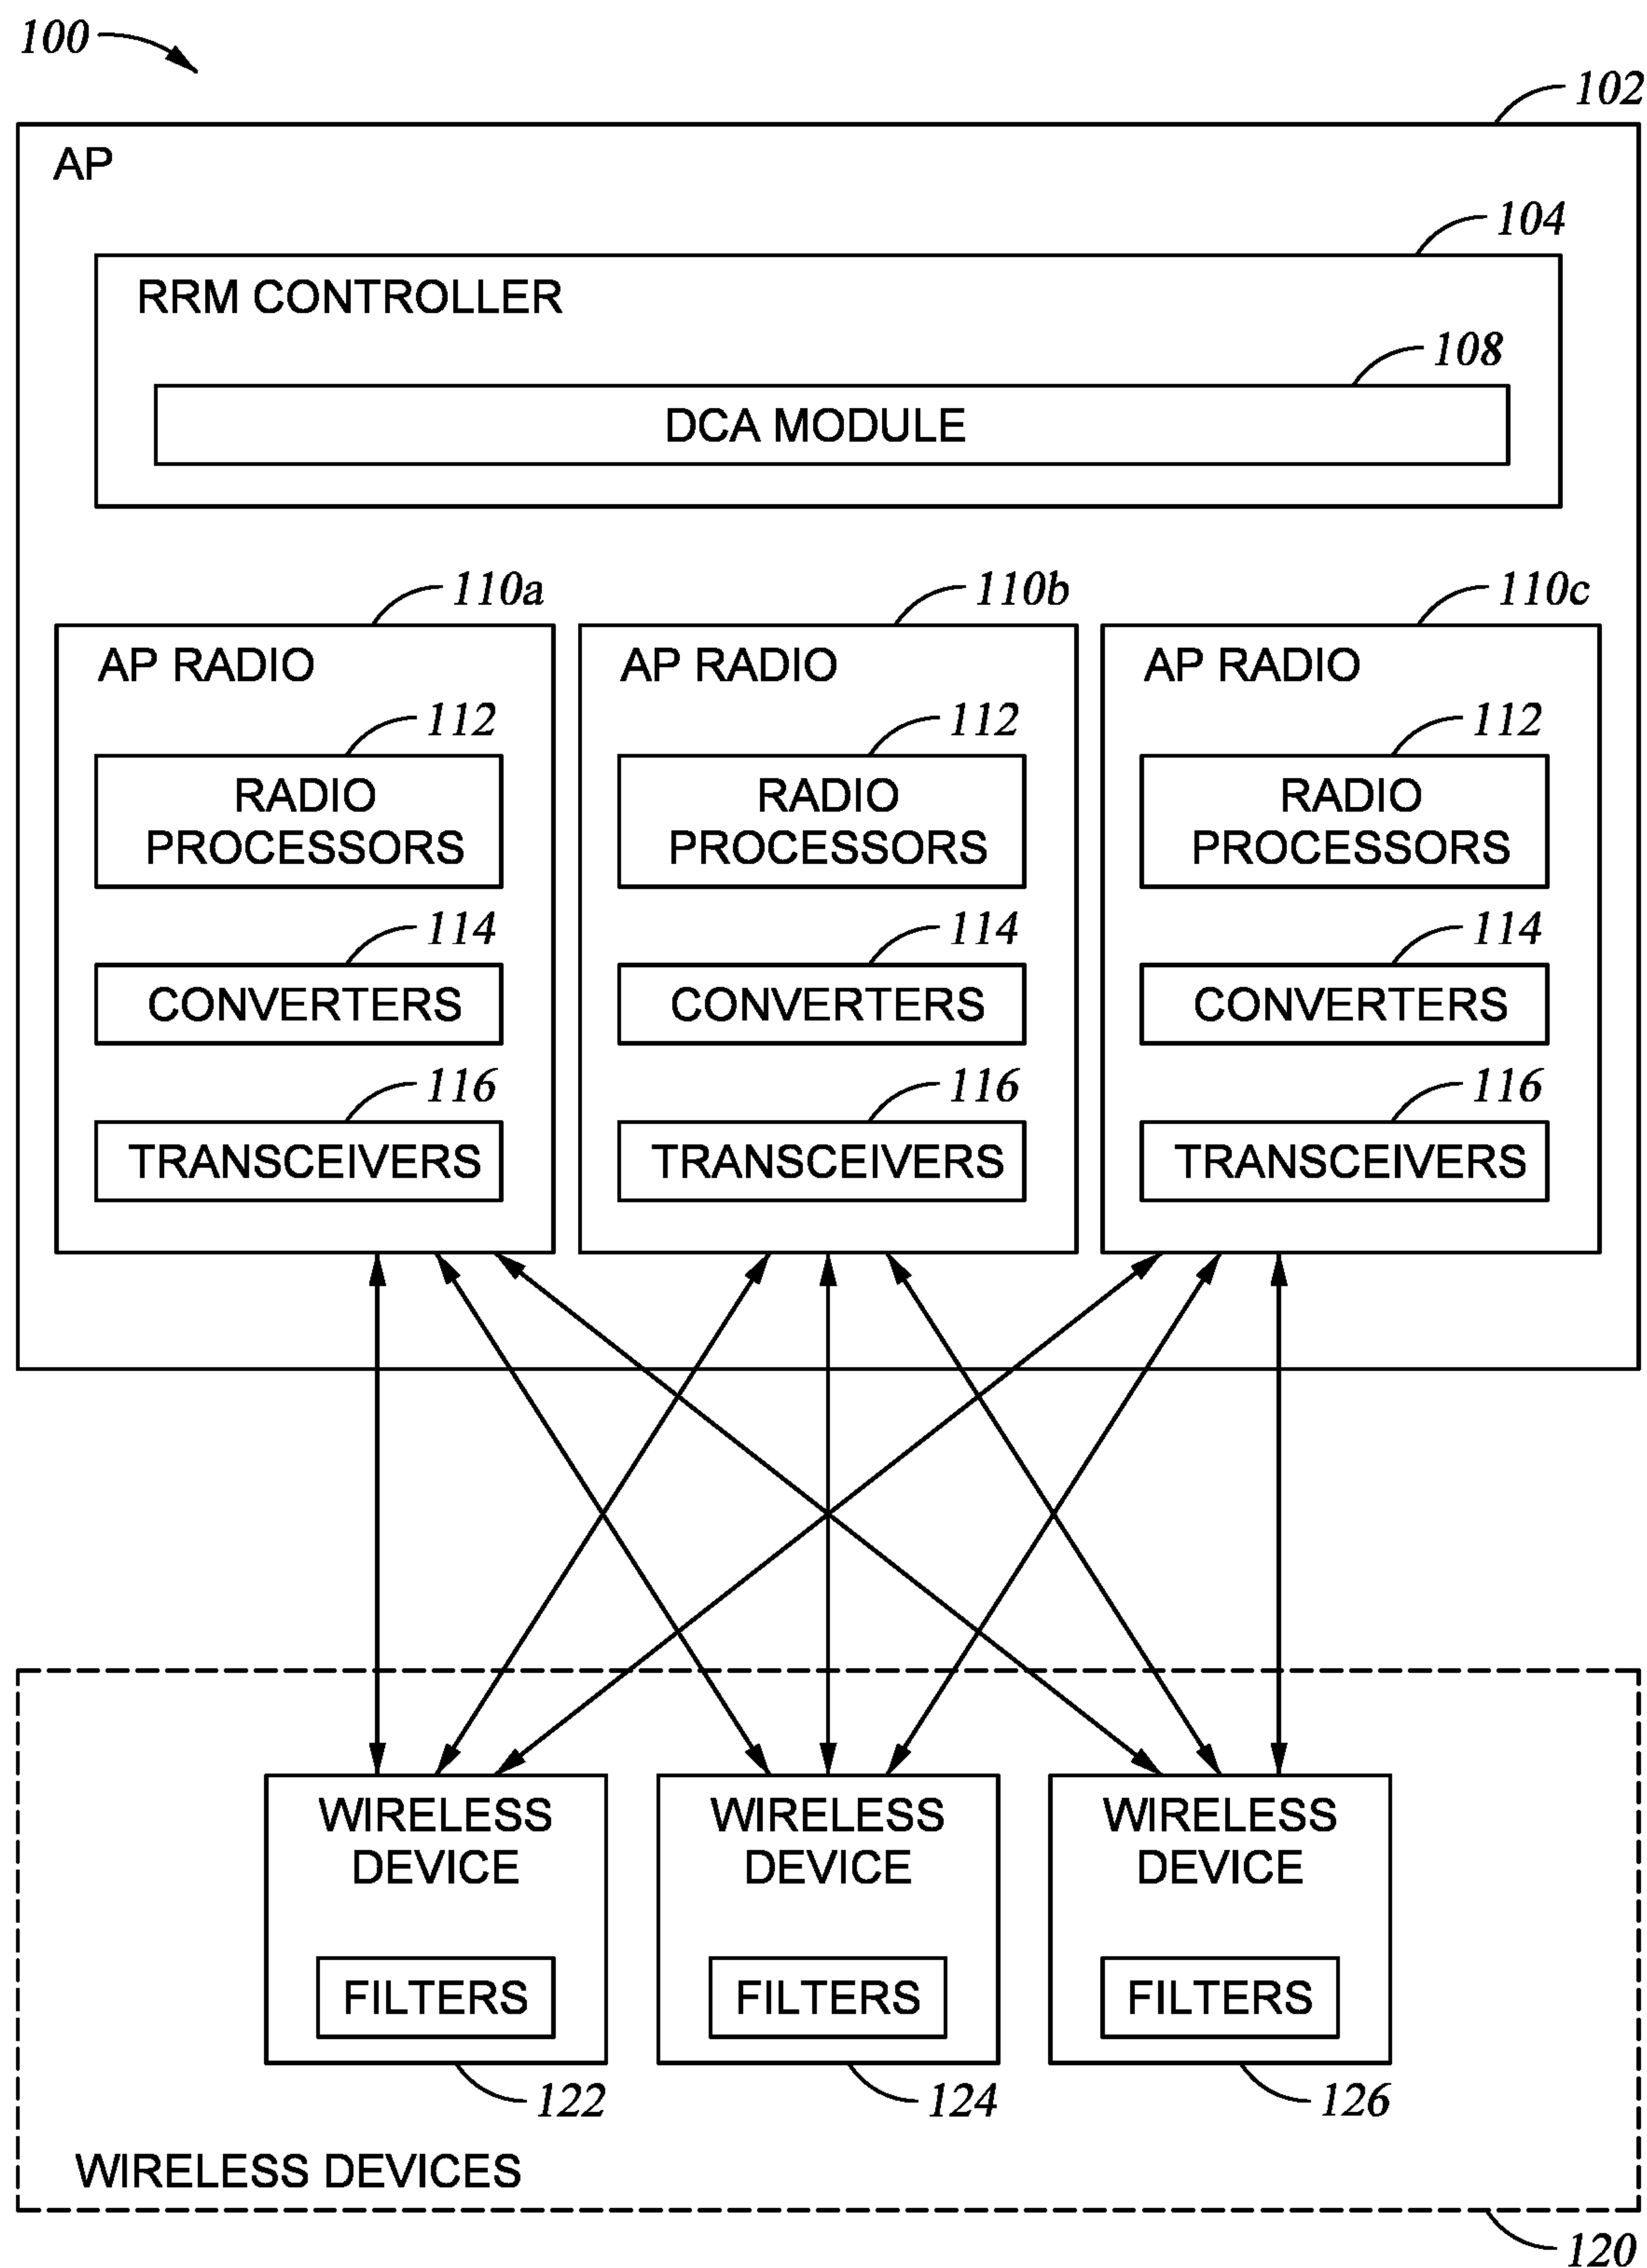 100
102
AP
104
RRM CONTROLLER
108
DCA MODULE
110a
110b
110c
AP RADIO
AP RADIO
AP RADIO
112
112
112
RADIO
PROCESSORS
RADIO
PROCESSORS
RADIO
PROCESSORS
114
114
114
CONVERTERS
CONVERTERS
CONVERTERS
116
116
116
TRANSCEIVERS
TRANSCEIVERS
TRANSCEIVERS
WIRELESS
DEVICE
WIRELESS
DEVICE
WIRELESS
DEVICE
FILTERS
FILTERS
FILTERS
122
124
126
WIRELESS DEVICES
120